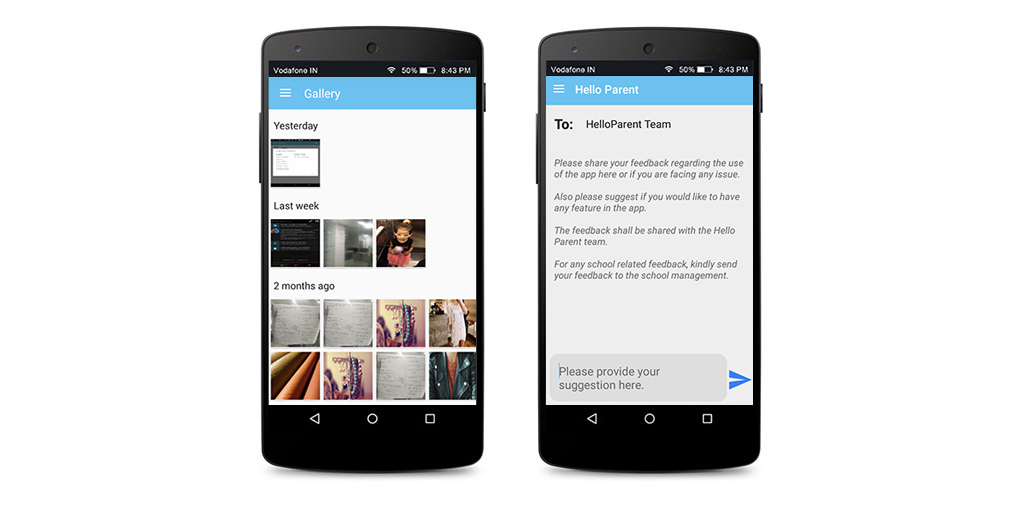 Vodafone IN 50% 8:43 PM
Gallery
Yesterday
Last week
2 months ago
Vodafone IN 50% 8:43 PM
Hello Parent
To: HelloParent Team
Please share your feedback regarding the use
of the app here or if you are facing any issue.
Also please suggest if you would like to have
any feature in the app.
The feedback shall be shared with the Hello
Parent team.
For any school related feedback, kindly send
your feedback to the school management.
Please provide your
suggestion here.